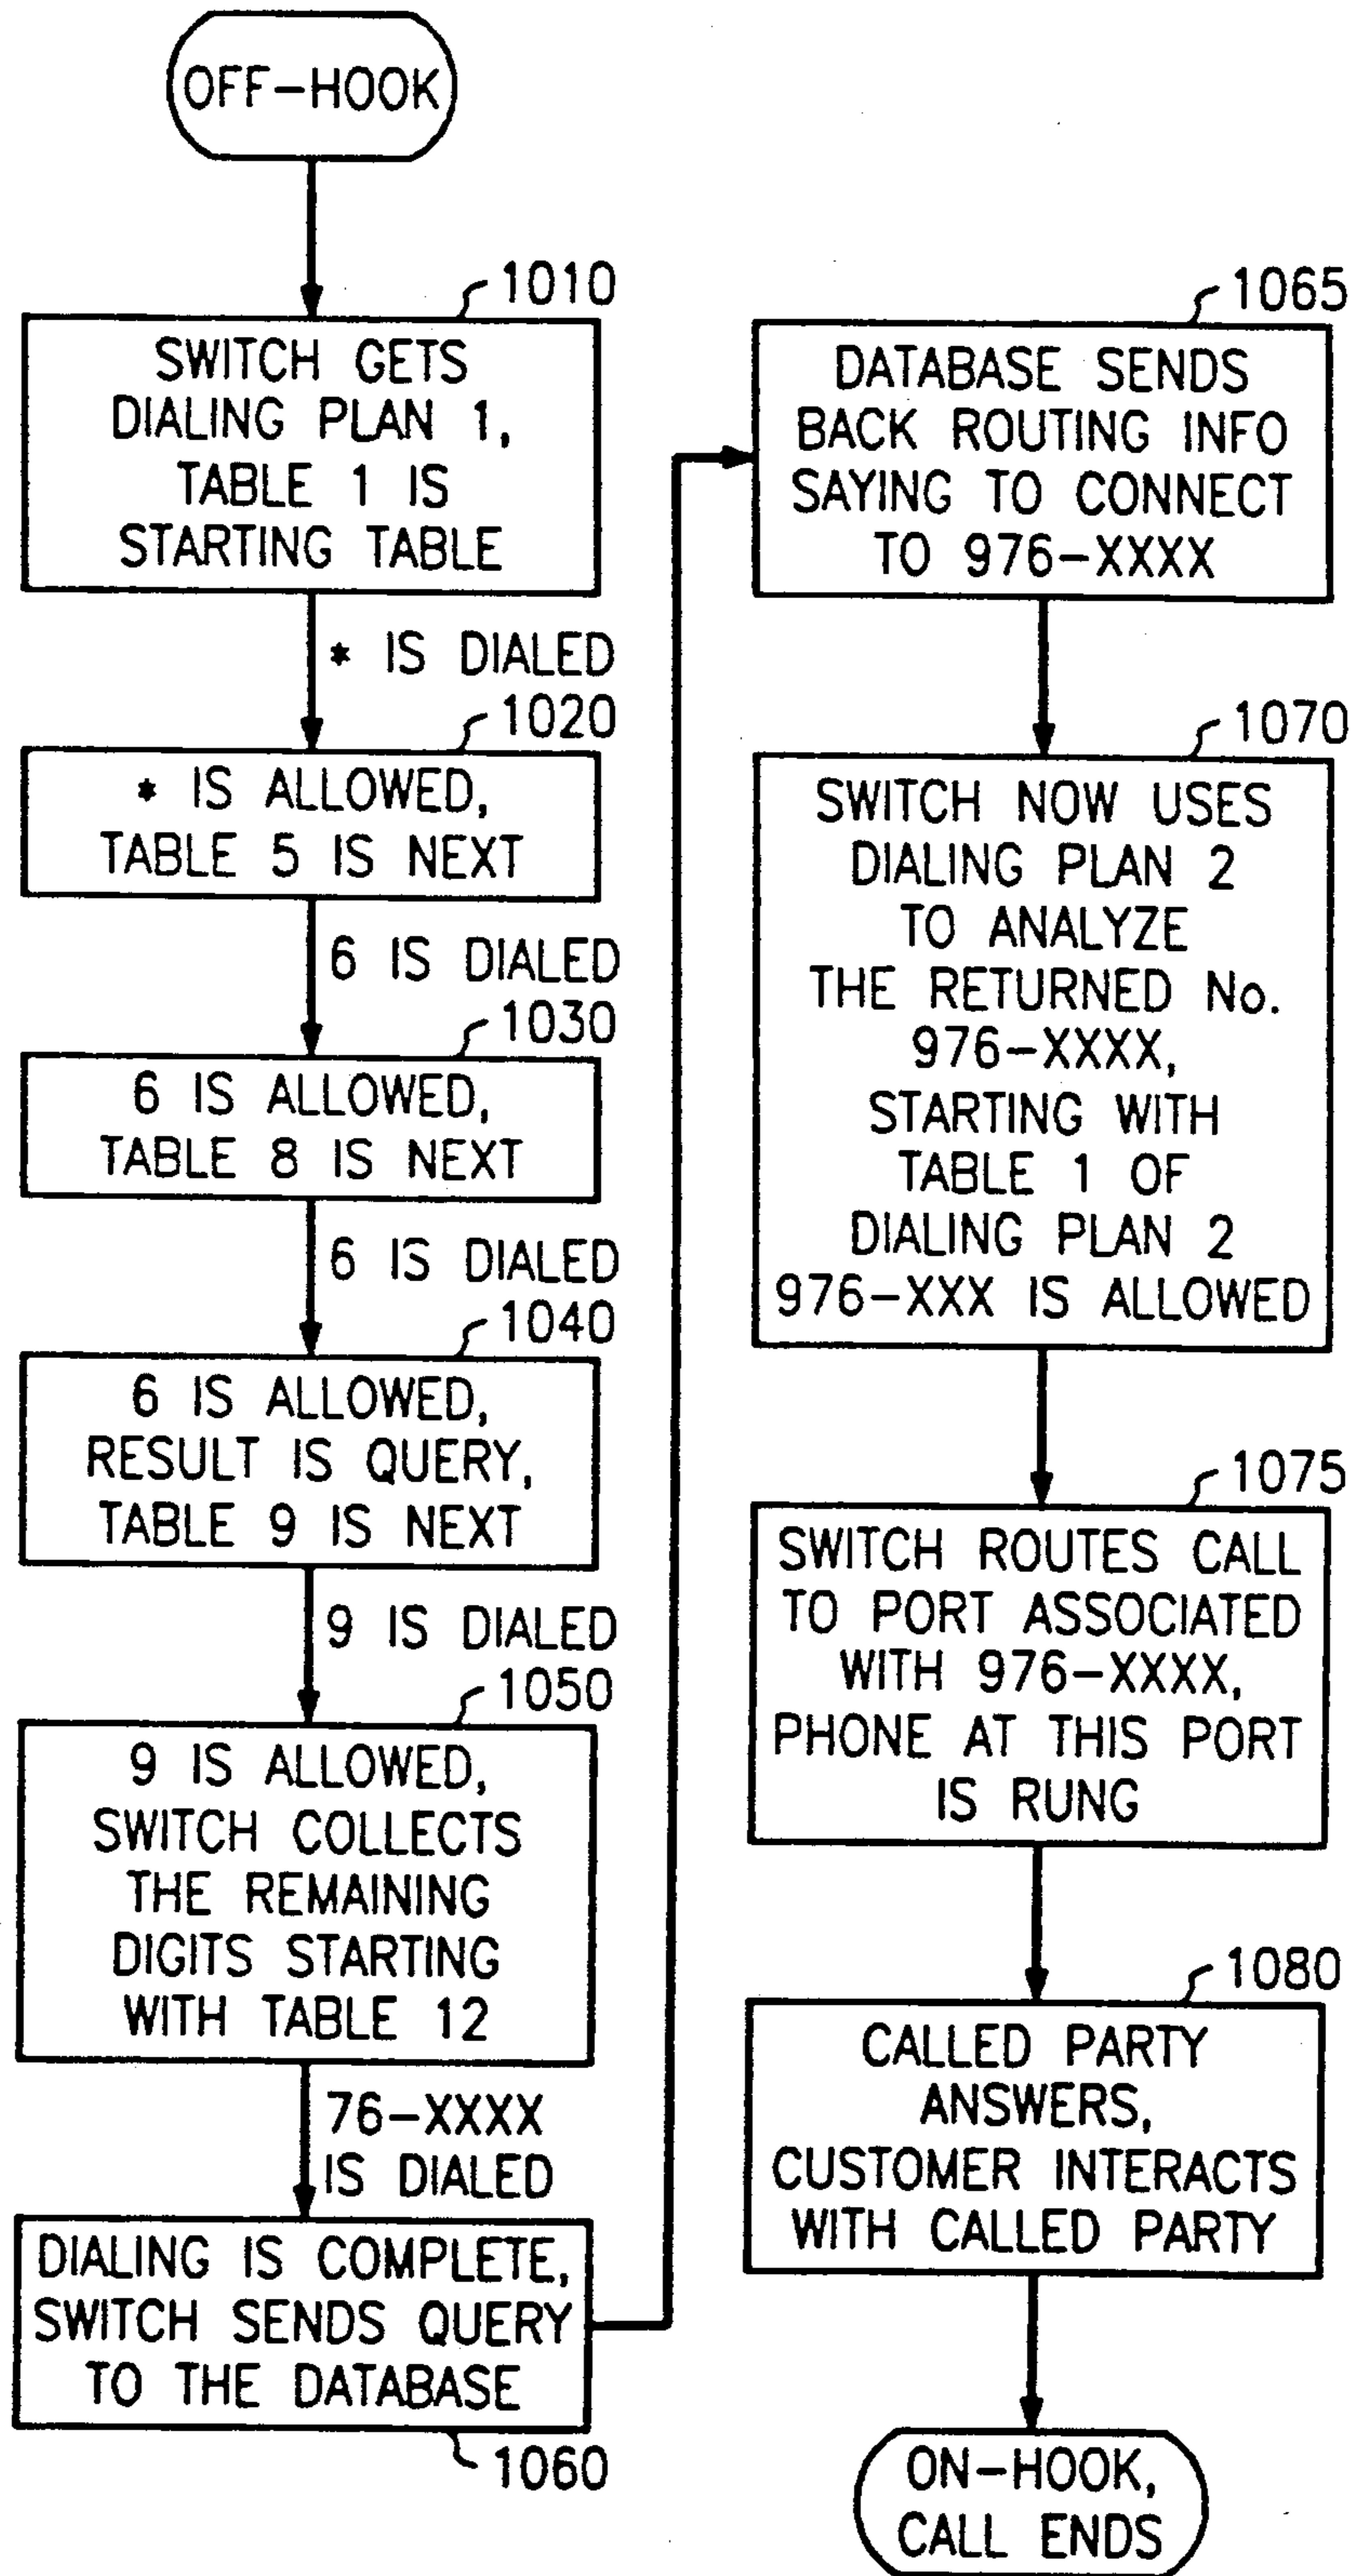 OFF-HOOK
1010
SWITCH GETS
DIALING PLAN 1,
TABLE 1 IS
STARTING TABLE
* IS DIALED
1020
* IS ALLOWED,
TABLE 5 IS NEXT
6 IS DIALED
1030
6 IS ALLOWED,
TABLE 8 IS NEXT
6 IS DIALED
1040
6 IS ALLOWED,
RESULT IS QUERY,
TABLE 9 IS NEXT
9 IS DIALED
1050
9 IS ALLOWED,
SWITCH COLLECTS
THE REMAINING
DIGITS STARTING
WITH TABLE 12
76-XXXX
IS DIALED
DIALING IS COMPLETE,
SWITCH SENDS QUERY
TO THE DATABASE
1060
1065
DATABASE SENDS
BACK ROUTING INFO
SAYING TO CONNECT
TO 976-XXXX
1070
SWITCH NOW USES
DIALING PLAN 2
TO ANALYZE
THE RETURNED No.
976-XXXX,
STARTING WITH
TABLE 1 OF
DIALING PLAN 2
976-XXX IS ALLOWED
1075
SWITCH ROUTES CALL
TO PORT ASSOCIATED
WITH 976-XXXX,
PHONE AT THIS PORT
IS RUNG
1080
CALLED PARTY
ANSWERS,
CUSTOMER INTERACTS
WITH CALLED PARTY
ON-HOOK,
CALL ENDS